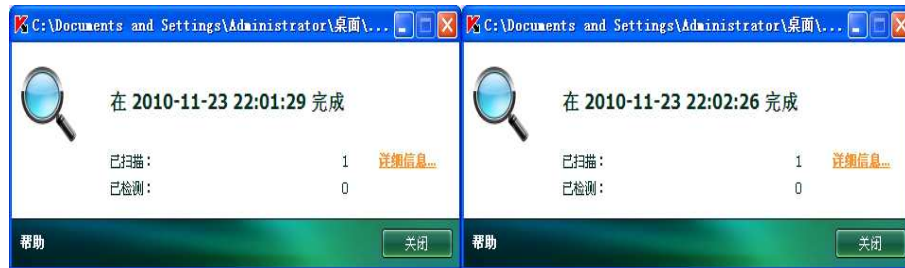 C:\Documents and Settings\Administrator\桌面\...
在 2010-11-23 22:01:29 完成
已扫描: 1 详细信息...
已检测: 0
帮助 关闭
C:\Documents and Settings\Administrator\桌面\...
在 2010-11-23 22:02:26 完成
已扫描: 1 详细信息...
已检测: 0
帮助 关闭